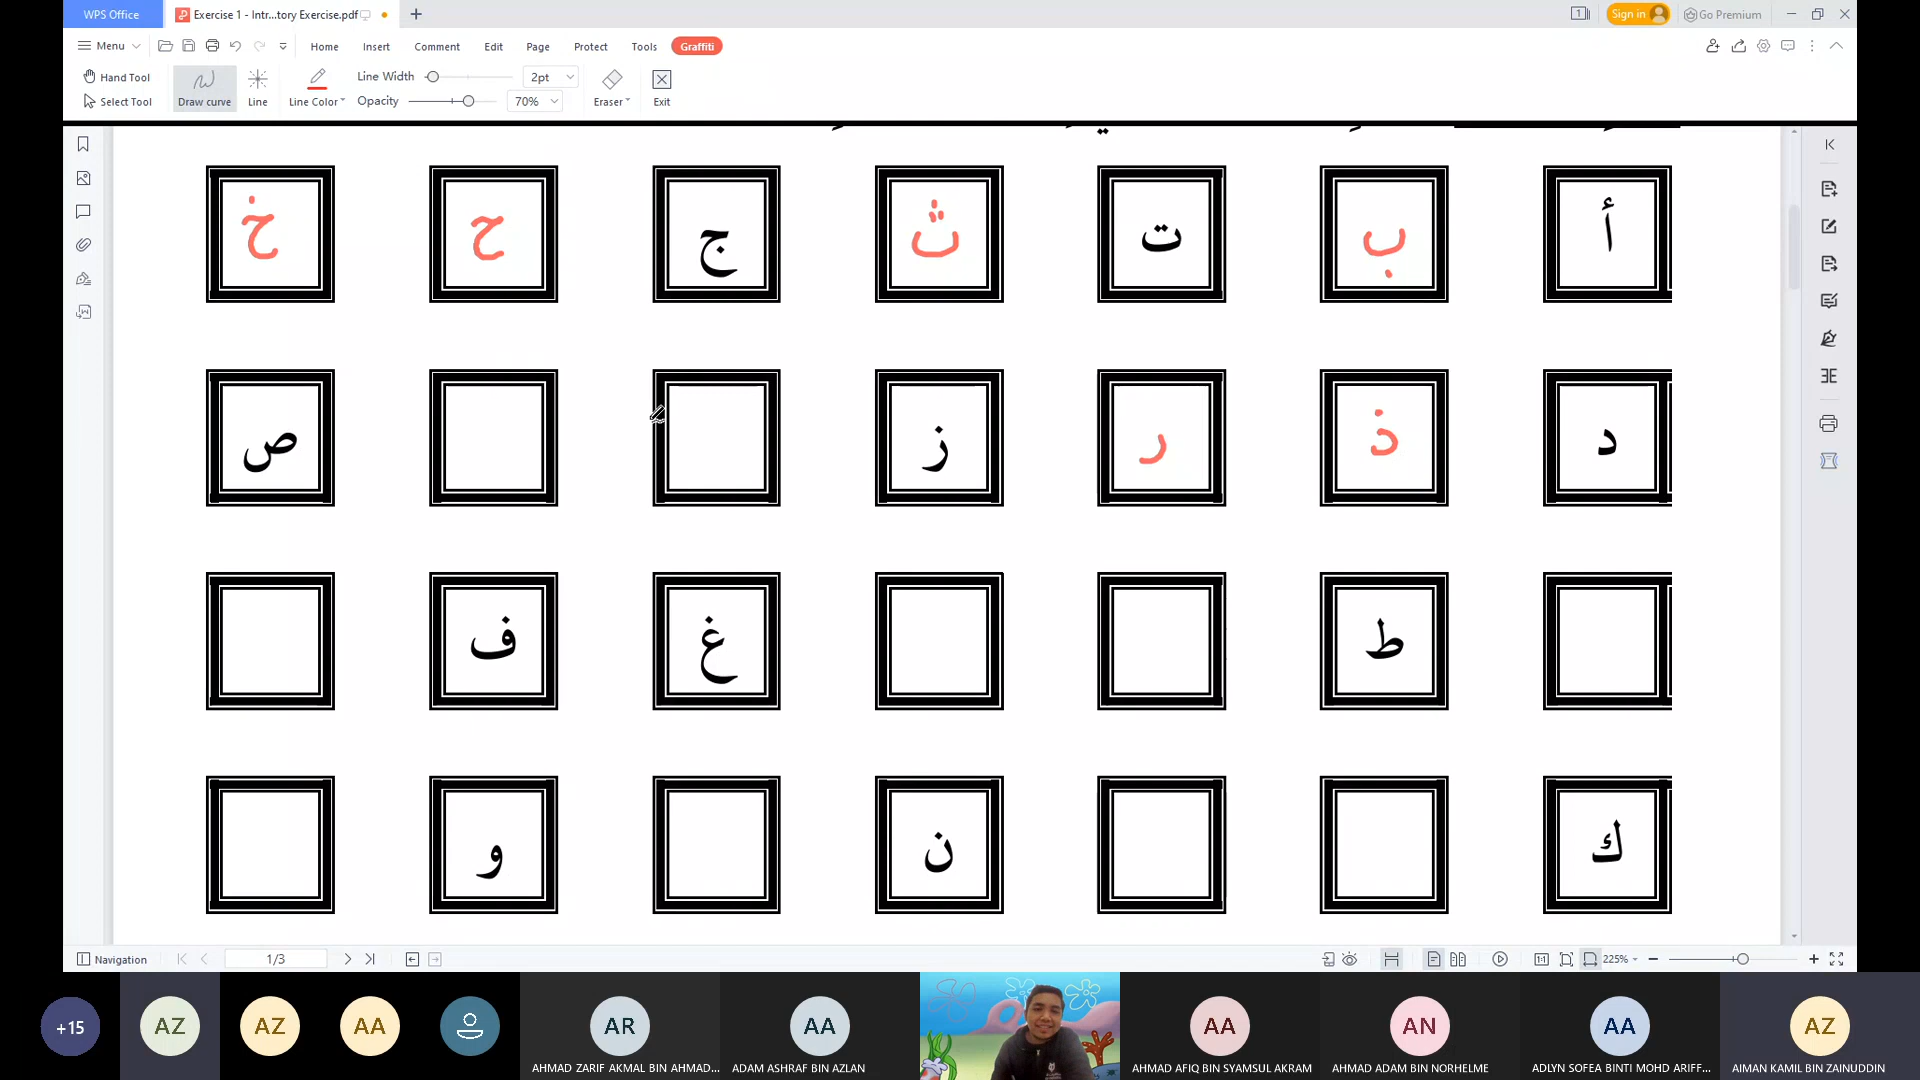 WPS Office
Exercise 1 - Intr...tory Exercise.pdf
1
Sign in
Go Premium
Menu
Home
Insert
Comment
Edit
Page
Protect
Tools
Graffiti
Hand Tool
Select Tool
Draw curve
Line
Line Color
Line Width
2pt
Opacity
70%
Eraser
Exit
أ ب ت ث ج ح خ
د ذ ر ز ص
ط غ ف
ك ن و
Navigation
1/3
1:1
225%
+15
AZ
AZ
AA
AR
AHMAD ZARIF AKMAL BIN AHMAD...
AA
ADAM ASHRAF BIN AZLAN
AA
AHMAD AFIQ BIN SYAMSUL AKRAM
AN
AHMAD ADAM BIN NORHELME
AA
ADLYN SOFEA BINTI MOHD ARIFF...
AZ
AIMAN KAMIL BIN ZAINUDDIN